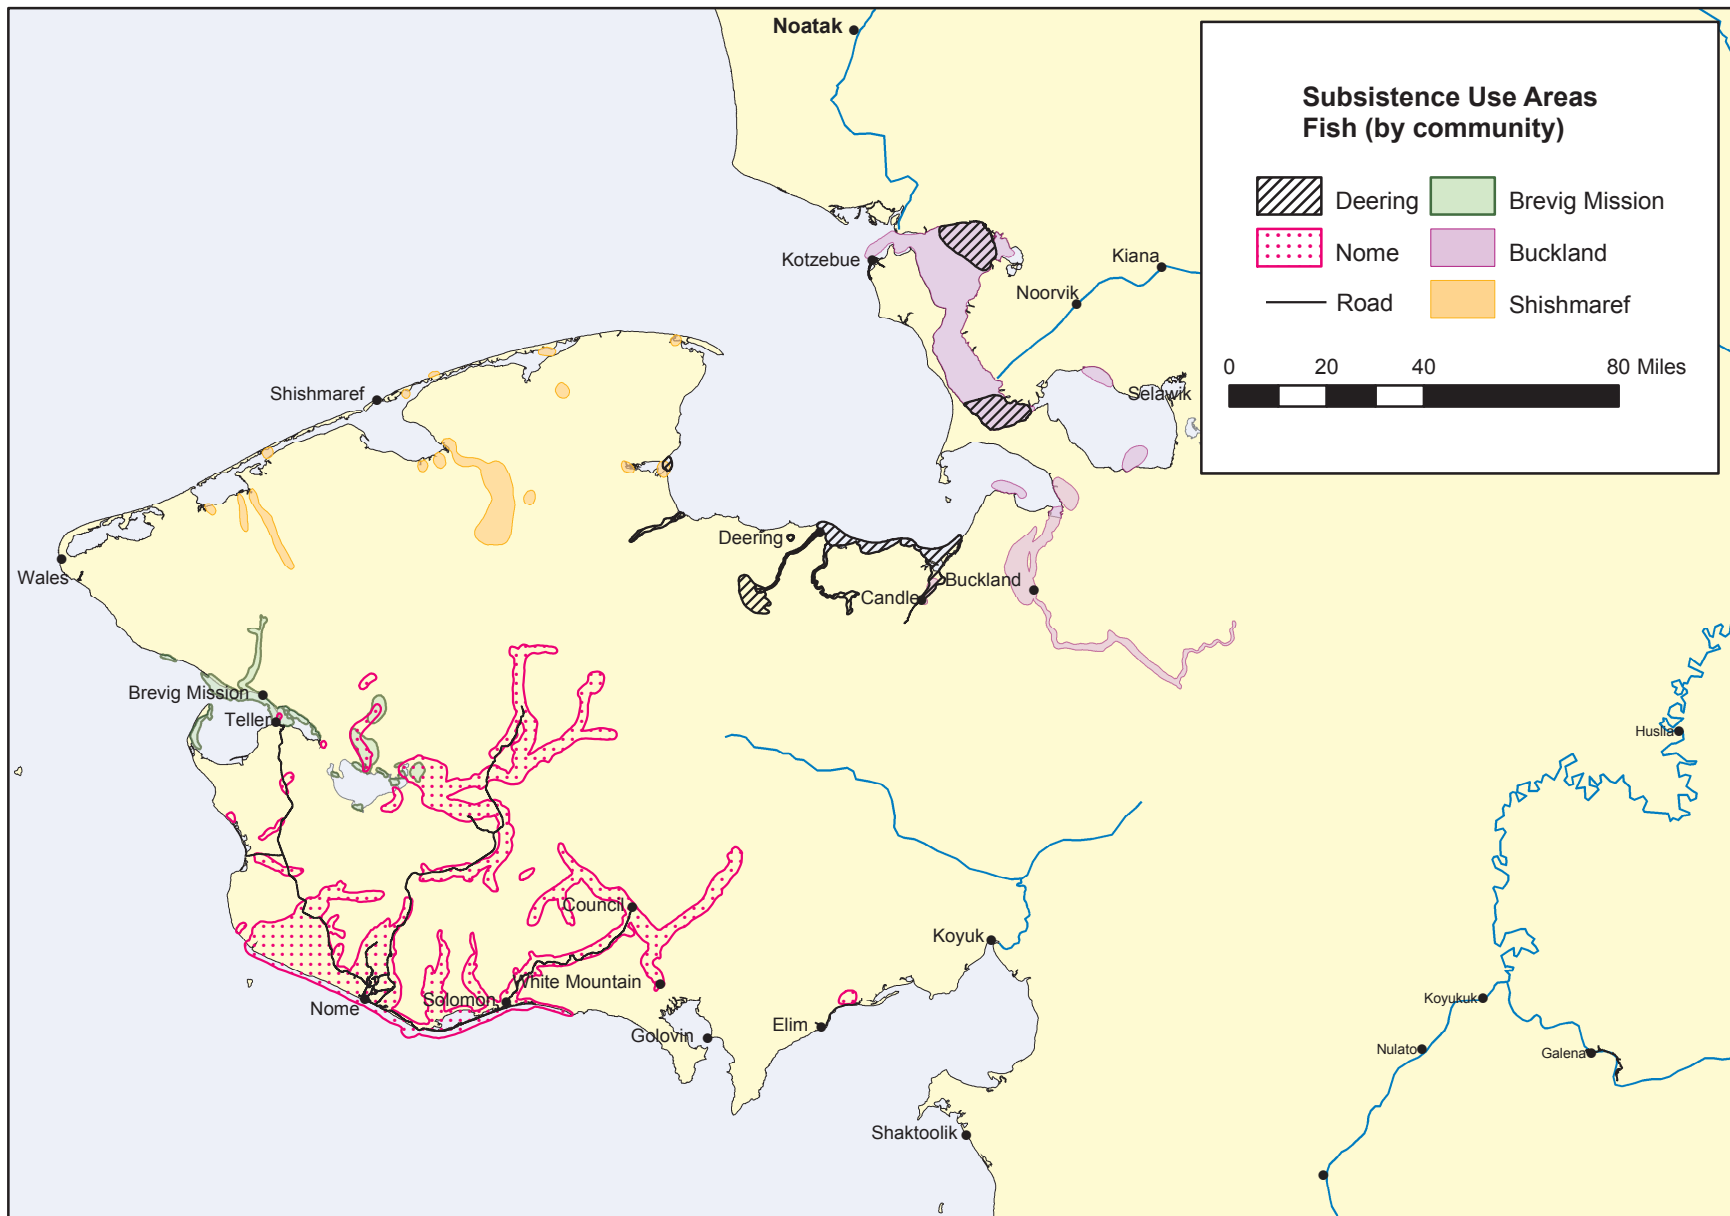 Noatak
Subsistence Use Areas
Fish (by community)
Deering
Brevig Mission
Nome
Buckland
Road
Shishmaref
0 20 40 80 Miles
Kotzebue
Kiana
Noorvik
Shishmaref
Selawik
Deering
Wales
Buckland
Candle
Brevig Mission
Teller
Huslia
Council
Koyuk
White Mountain
Nome
Solomon
Koyukuk
Elim
Golovin
Nulato
Galena
Shaktoolik